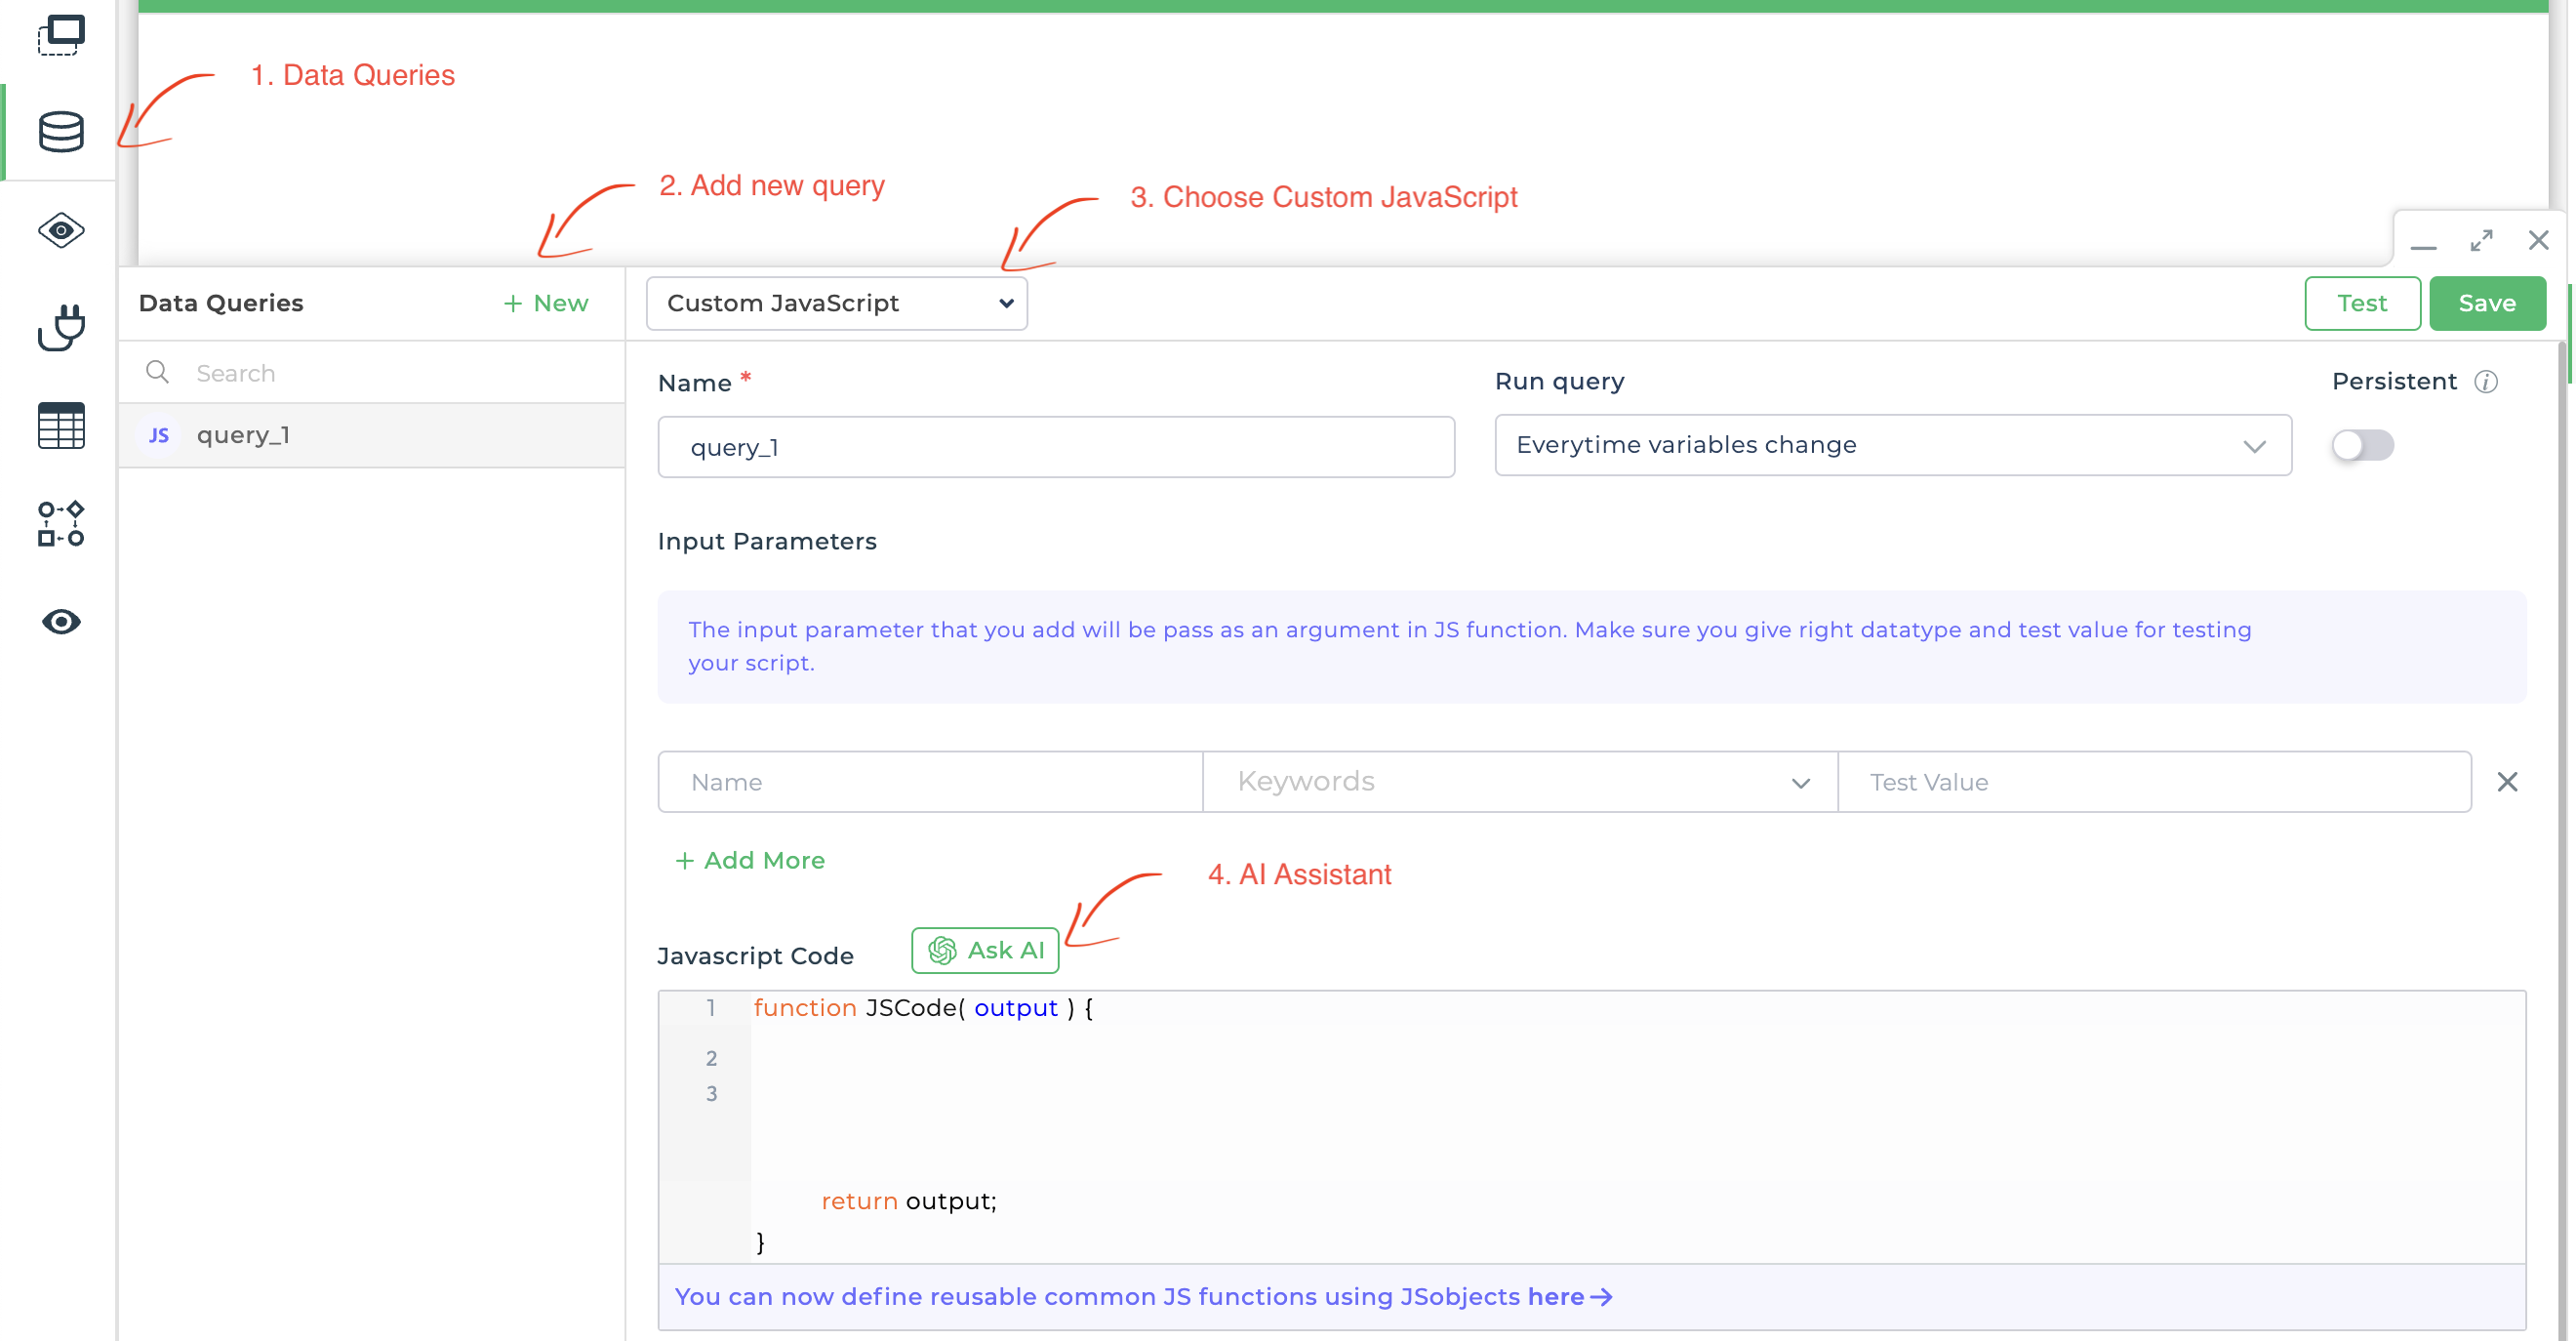 1. Data Queries
2. Add new query
3. Choose Custom JavaScript
Data Queries
+ New
Custom JavaScript
Test
Save
Search
JS query_1
Name *
Run query
Persistent
query_1
Everytime variables change
Input Parameters
The input parameter that you add will be pass as an argument in JS function. Make sure you give right datatype and test value for testing
your script.
Name
Keywords
Test Value
+ Add More
4. AI Assistant
Javascript Code
Ask AI
1 function JSCode( output ) {
2
3
return output;
}
You can now define reusable common JS functions using JSobjects here→